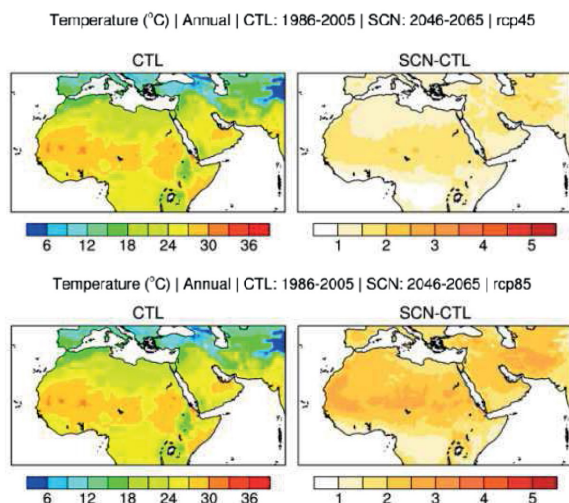 Temperature (°C) | Annual | CTL: 1986-2005 | SCN: 2046-2065 | rcp45
CTL
SCN-CTL
6 12 18 24 30 36
1 2 3 4 5
Temperature (°C) | Annual | CTL: 1986-2005 | SCN: 2046-2065 | rcp85
CTL
SCN-CTL
6 12 18 24 30 36
1 2 3 4 5